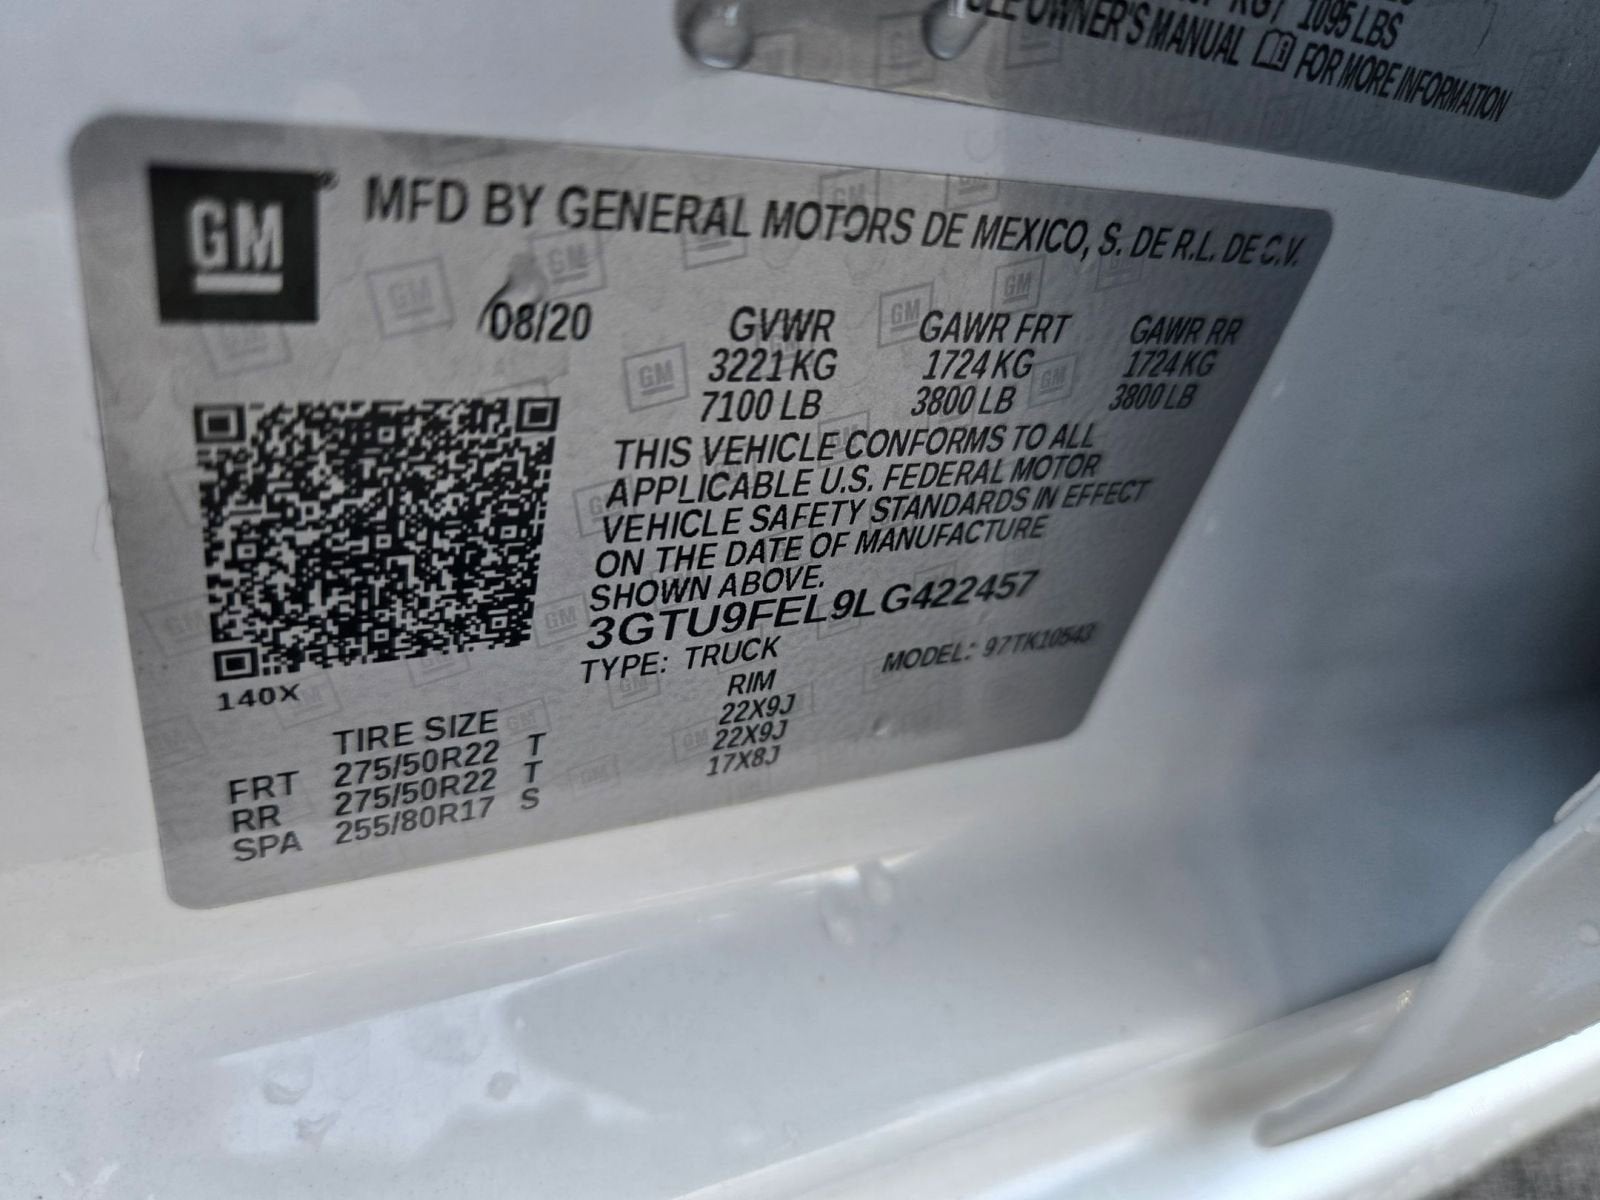 1095 LBS
OWNER'S MANUAL FOR MORE INFORMATION
GM
MFD BY GENERAL MOTORS DE MEXICO, S. DE R.L. DE C.V.
08/20 GVWR GAWR FRT GAWR RR
3221 KG 1724 KG 1724 KG
7100 LB 3800 LB 3800 LB
THIS VEHICLE CONFORMS TO ALL
APPLICABLE U.S. FEDERAL MOTOR
VEHICLE SAFETY STANDARDS IN EFFECT
ON THE DATE OF MANUFACTURE
SHOWN ABOVE.
3GTU9FEL9LG422457
TYPE: TRUCK MODEL: 97TK10543
140X
TIRE SIZE RIM
FRT 275/50R22 T 22X9J
RR 275/50R22 T 22X9J
SPA 255/80R17 S 17X8J